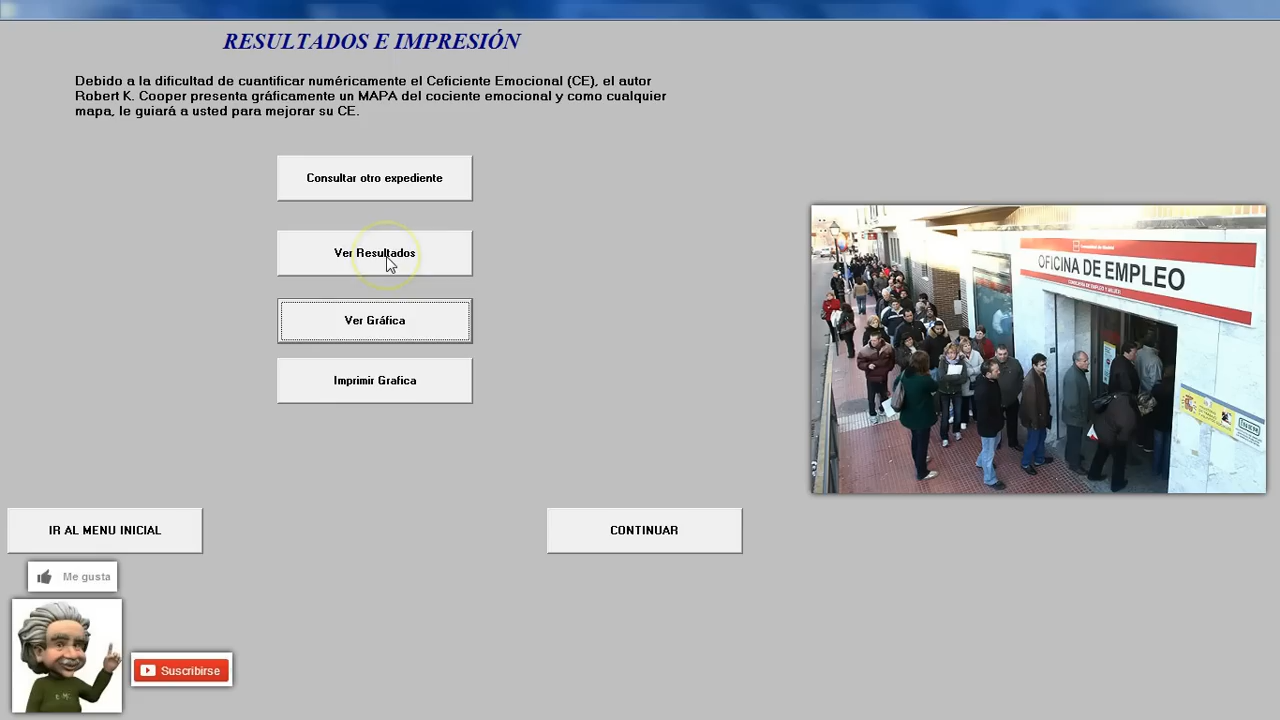 RESULTADOS E IMPRESIÓN
Debido a la dificultad de cuantificar numéricamente el Ceficiente Emocional (CE), el autor
Robert K. Cooper presenta gráficamente un MAPA del cociente emocional y como cualquier
mapa, le guiará a usted para mejorar su CE.
Consultar otro expediente
Ver Resultados
Ver Gráfica
Imprimir Grafica
OFICINA DE EMPLEO
IR AL MENU INICIAL
CONTINUAR
Me gusta
Suscribirse